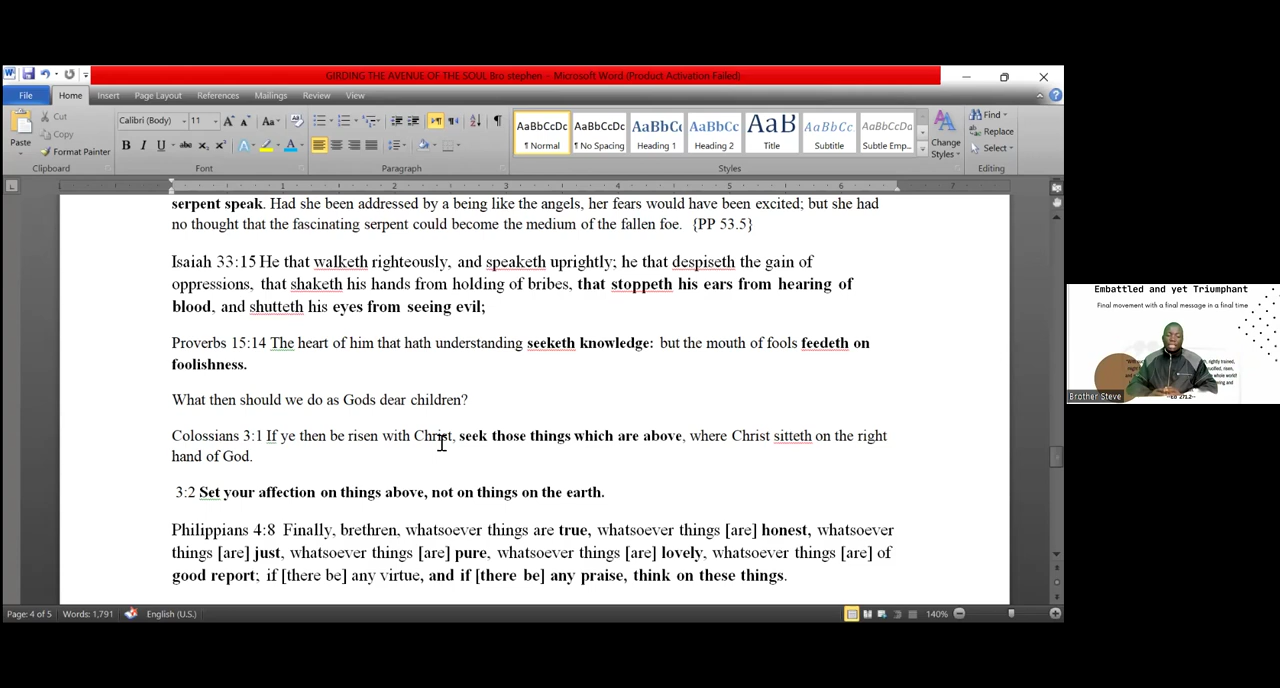 GIRDING THE AVENUE OF THE SOUL Bro stephen - Microsoft Word (Product Activation Failed)
File Home Insert Page Layout References Mailings Review View
Paste
Cut
Copy
Format Painter
Clipboard
Calibri (Body) 11
Font
Paragraph
AaBbCcDc AaBbCcDc AaBbCc AaBbCc AaB AaBbCc. AaBbCcDc
¶ Normal ¶ No Spacing Heading 1 Heading 2 Title Subtitle Subtle Emp...
Change Styles
Styles
Find
Replace
Select
Editing
1 2 3 4 5 6 7
serpent speak. Had she been addressed by a being like the angels, her fears would have been excited; but she had
no thought that the fascinating serpent could become the medium of the fallen foe. {PP 53.5}
Isaiah 33:15 He that walketh righteously, and speaketh uprightly; he that despiseth the gain of
oppressions, that shaketh his hands from holding of bribes, that stoppeth his ears from hearing of
blood, and shutteth his eyes from seeing evil;
Proverbs 15:14 The heart of him that hath understanding seeketh knowledge: but the mouth of fools feedeth on
foolishness.
What then should we do as Gods dear children?
Colossians 3:1 If ye then be risen with Christ, seek those things which are above, where Christ sitteth on the right
hand of God.
3:2 Set your affection on things above, not on things on the earth.
Philippians 4:8 Finally, brethren, whatsoever things are true, whatsoever things [are] honest, whatsoever
things [are] just, whatsoever things [are] pure, whatsoever things [are] lovely, whatsoever things [are] of
good report; if [there be] any virtue, and if [there be] any praise, think on these things.
Page: 4 of 5 Words: 1,791 English (U.S.) 140%
Embattled and yet Triumphant
Final movement with a final message in a final time
Brother Steve